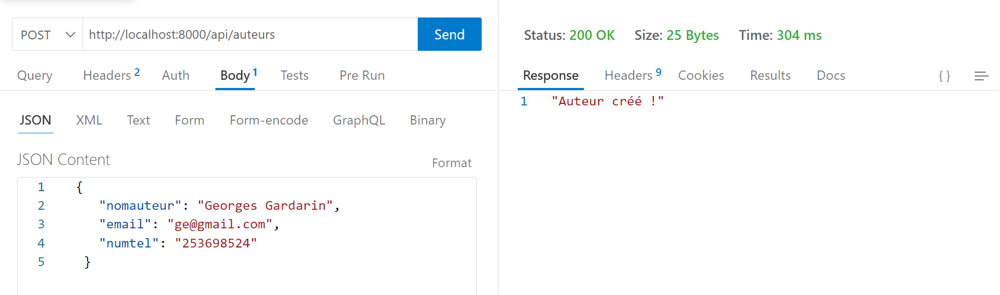 POST http://localhost:8000/api/auteurs Send
Query Headers 2 Auth Body 1 Tests Pre Run
JSON XML Text Form Form-encode GraphQL Binary
JSON Content
Format
1 {
2 "nomauteur": "Georges Gardarin",
3 "email": "ge@gmail.com",
4 "numtel": "253698524"
5 }
Status: 200 OK Size: 25 Bytes Time: 304 ms
Response Headers 9 Cookies Results Docs { }
1 "Auteur créé !"